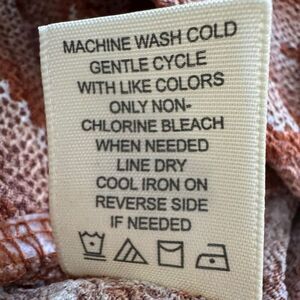 MACHINE WASH COLD
GENTLE CYCLE
WITH LIKE COLORS
ONLY NON-
CHLORINE BLEACH
WHEN NEEDED
LINE DRY
COOL IRON ON
REVERSE SIDE
IF NEEDED